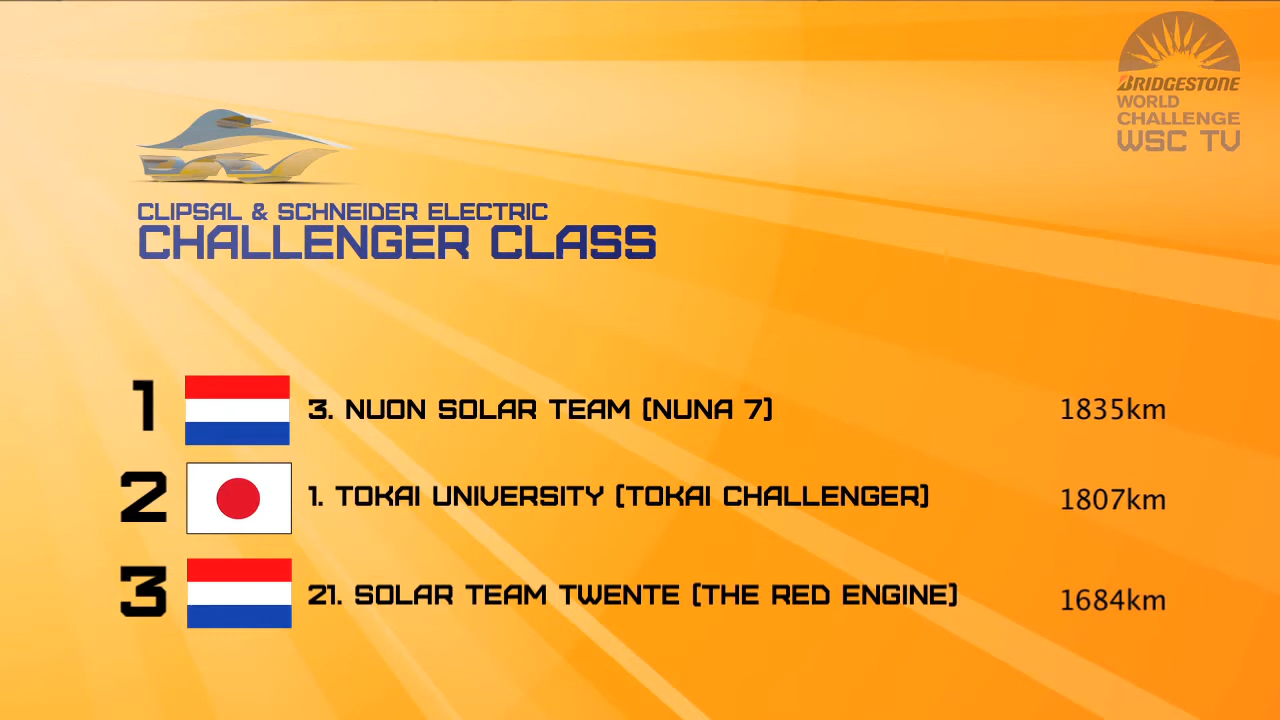 BRIDGESTONE
WORLD
CHALLENGE
WSC TV
CLIPSAL & SCHNEIDER ELECTRIC
CHALLENGER CLASS
1 3. NUON SOLAR TEAM (NUNA 7) 1835km
2 1. TOKAI UNIVERSITY (TOKAI CHALLENGER) 1807km
3 21. SOLAR TEAM TWENTE (THE RED ENGINE) 1684km